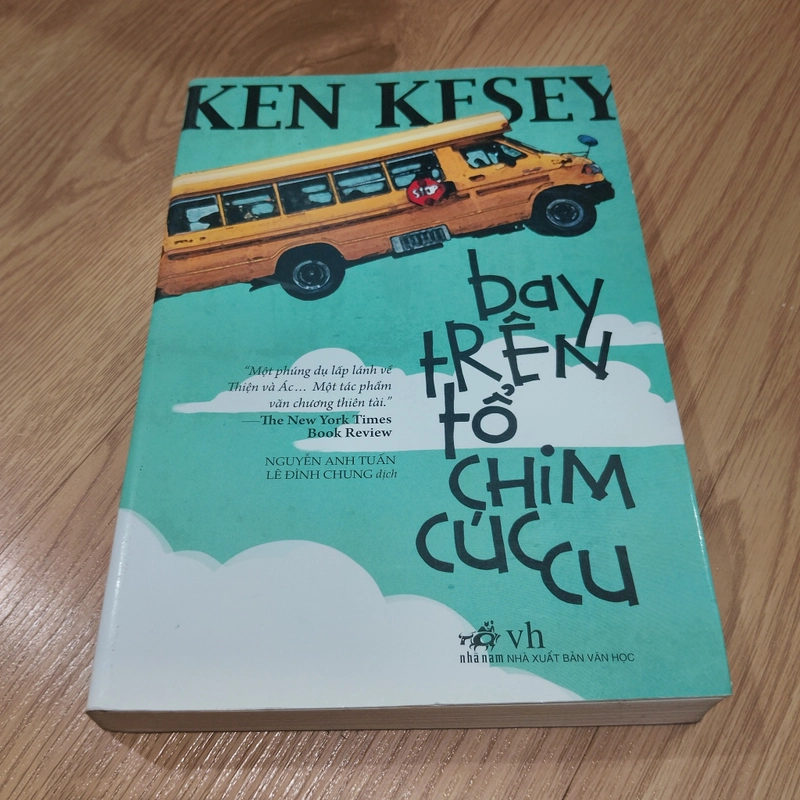 KEN KESEY
STOP
bay
tRÊN
tổ
CHiM
CÚC CU
“Một phúng dụ lấp lánh về
Thiện và Ác… Một tác phẩm
văn chương thiên tài.”
—The New York Times
Book Review
NGUYỄN ANH TUẤN
LÊ ĐÌNH CHUNG dịch
vh
nhã nam NHÀ XUẤT BẢN VĂN HỌC